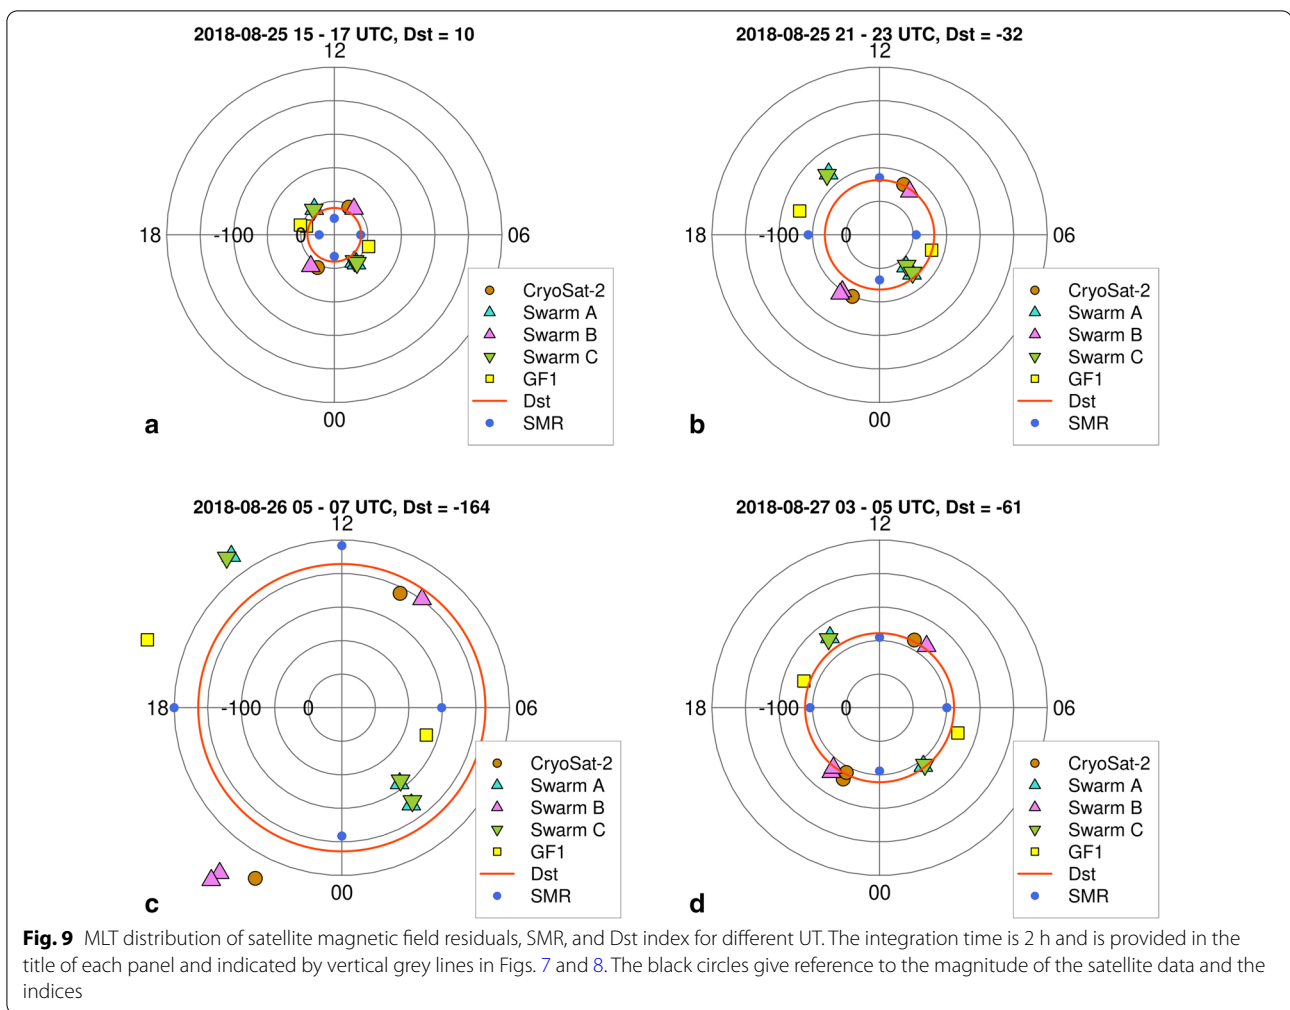 2018-08-25 15 - 17 UTC, Dst = 10
12
18
-100
0
06
00
CryoSat-2
Swarm A
Swarm B
Swarm C
GF1
Dst
SMR
a
2018-08-25 21 - 23 UTC, Dst = -32
12
18
-100
0
06
00
CryoSat-2
Swarm A
Swarm B
Swarm C
GF1
Dst
SMR
b
2018-08-26 05 - 07 UTC, Dst = -164
12
18
-100
0
06
00
CryoSat-2
Swarm A
Swarm B
Swarm C
GF1
Dst
SMR
c
2018-08-27 03 - 05 UTC, Dst = -61
12
18
-100
0
06
00
CryoSat-2
Swarm A
Swarm B
Swarm C
GF1
Dst
SMR
d
Fig. 9 MLT distribution of satellite magnetic field residuals, SMR, and Dst index for different UT. The integration time is 2 h and is provided in the
title of each panel and indicated by vertical grey lines in Figs. 7 and 8. The black circles give reference to the magnitude of the satellite data and the
indices